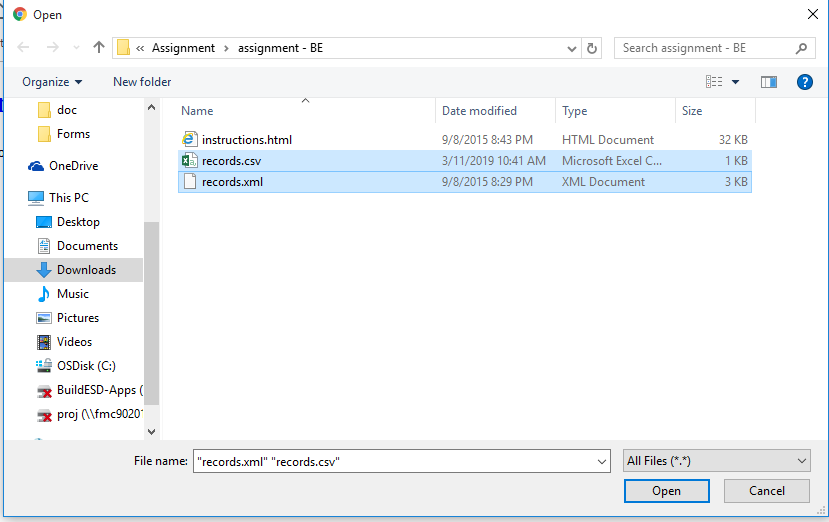 Open
« Assignment › assignment - BE
Search assignment - BE
Organize
New folder
Name
Date modified
Type
Size
doc
Forms
OneDrive
This PC
Desktop
Documents
Downloads
Music
Pictures
Videos
OSDisk (C:)
BuildESD-Apps (
proj (\\fmc9020
instructions.html 9/8/2015 8:43 PM HTML Document 32 KB
records.csv 3/11/2019 10:41 AM Microsoft Excel C... 1 KB
records.xml 9/8/2015 8:29 PM XML Document 3 KB
File name: "records.xml" "records.csv"
All Files (*.*)
Open
Cancel